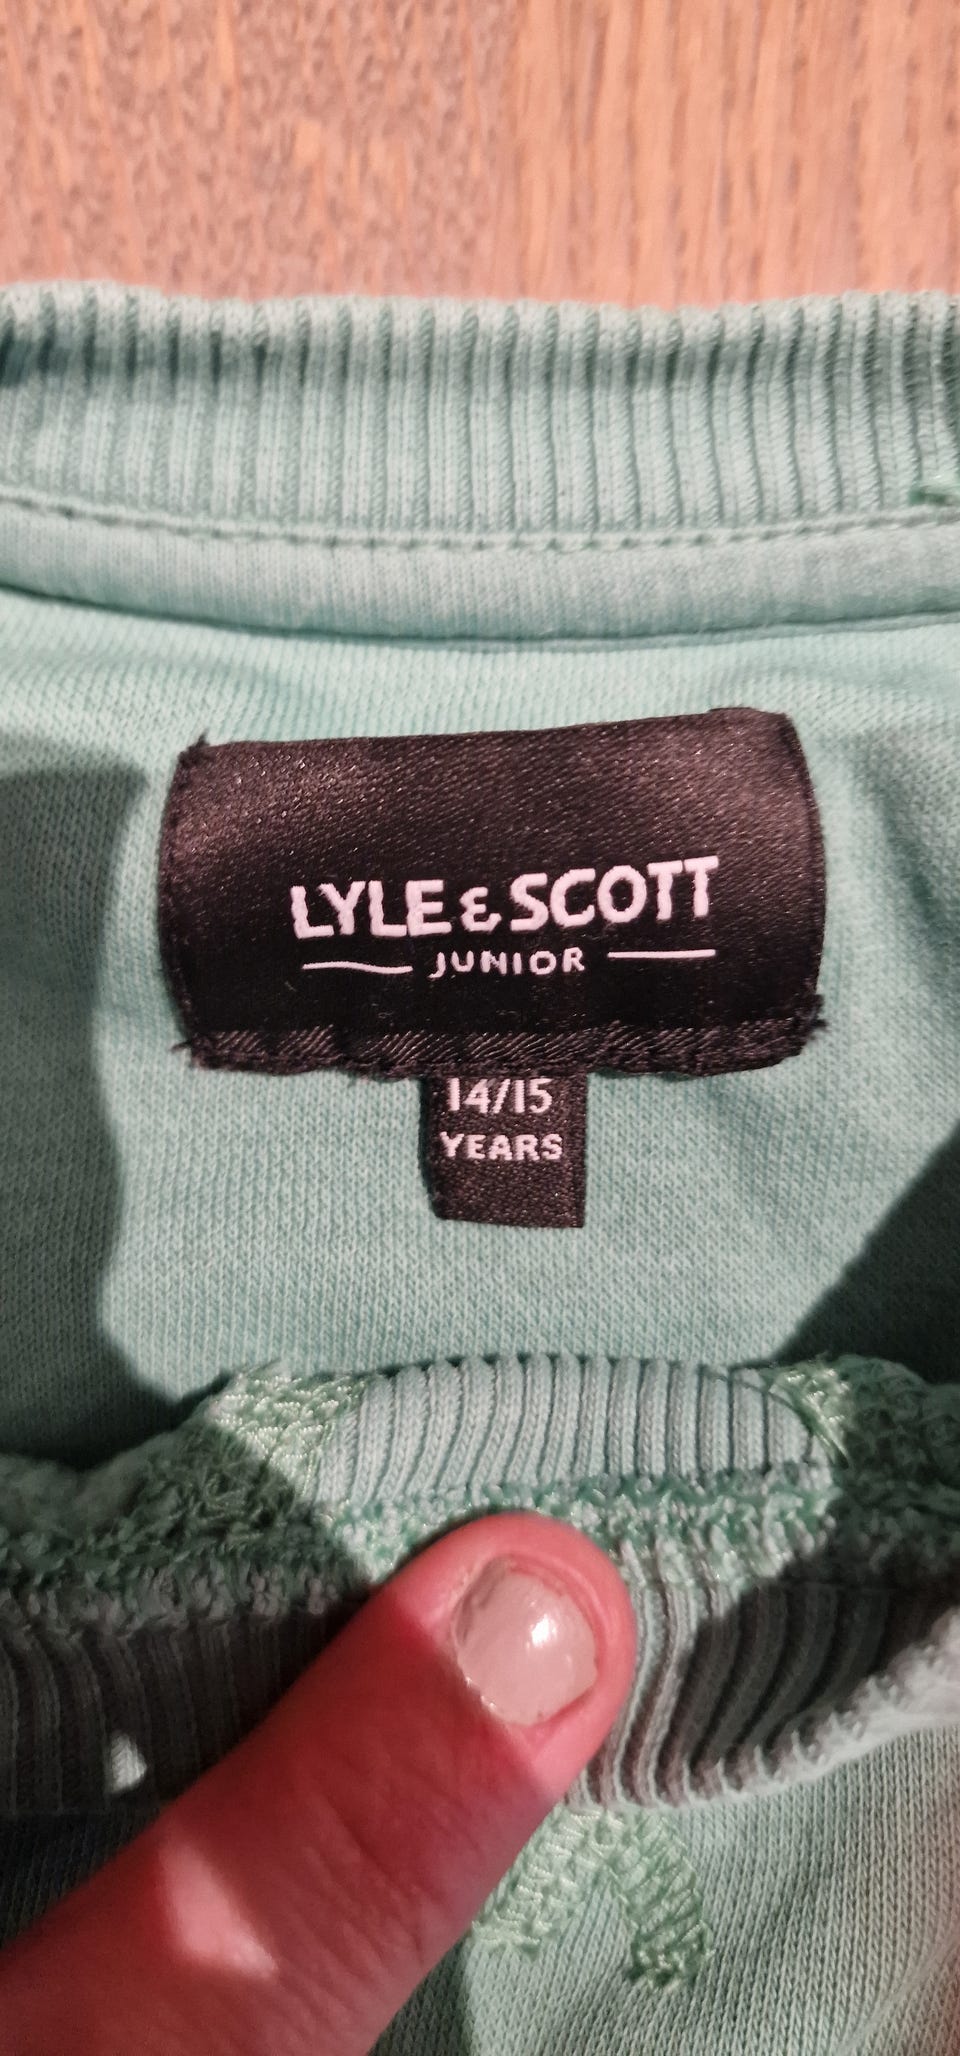 LYLE & SCOTT
JUNIOR
14/15
YEARS